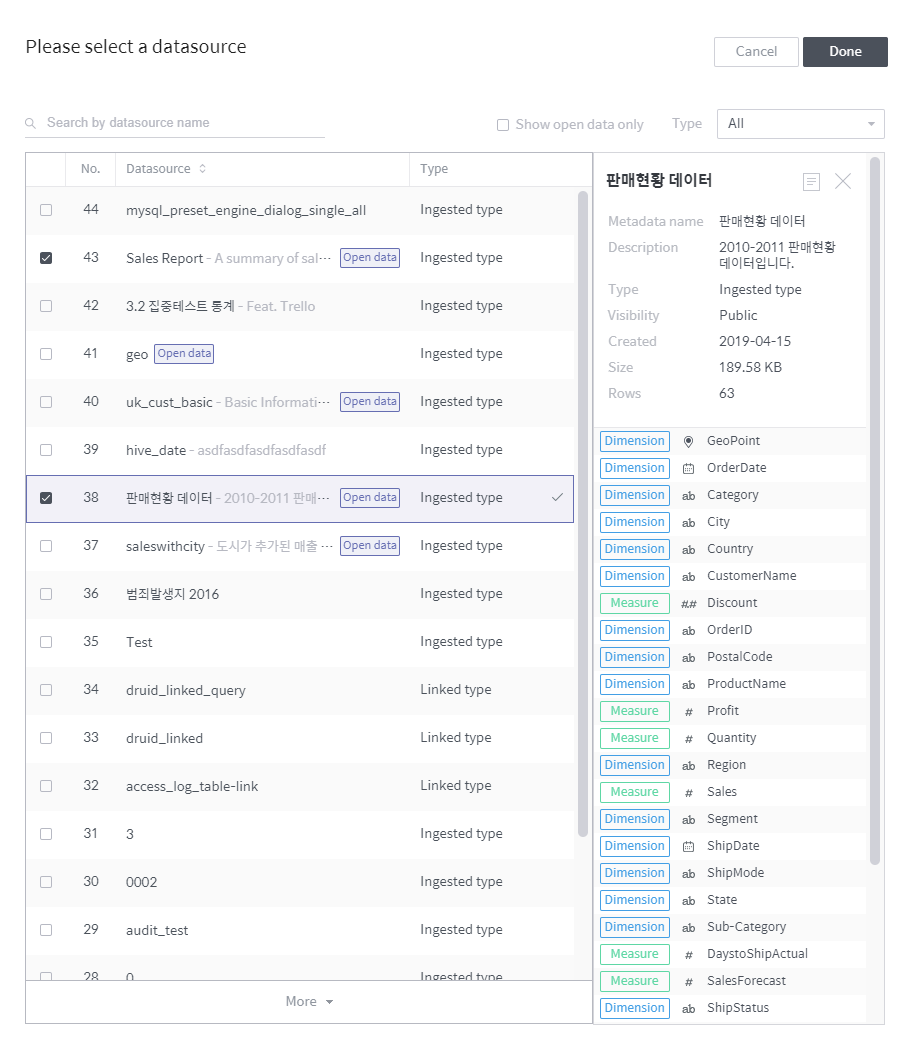 Please select a datasource
Cancel
Done
Search by datasource name
Show open data only
Type
All
No. Datasource Type
44 mysql_preset_engine_dialog_single_all Ingested type
43 Sales Report - A summary of sal··· Open data Ingested type
42 3.2 집중테스트 통계 - Feat. Trello Ingested type
41 geo Open data Ingested type
40 uk_cust_basic - Basic Informati··· Open data Ingested type
39 hive_date - asdfasdfasdfasdfasdf Ingested type
38 판매현황 데이터 - 2010-2011 판매··· Open data Ingested type
37 saleswithcity - 도시가 추가된 매출 ··· Open data Ingested type
36 범죄발생지 2016 Ingested type
35 Test Ingested type
34 druid_linked_query Linked type
33 druid_linked Linked type
32 access_log_table-link Linked type
31 3 Ingested type
30 0002 Ingested type
29 audit_test Ingested type
28 0 Ingested type
More
판매현황 데이터
Metadata name 판매현황 데이터
Description 2010-2011 판매현황
데이터입니다.
Type Ingested type
Visibility Public
Created 2019-04-15
Size 189.58 KB
Rows 63
Dimension GeoPoint
Dimension OrderDate
Dimension ab Category
Dimension ab City
Dimension ab Country
Dimension ab CustomerName
Measure #.# Discount
Dimension ab OrderID
Dimension ab PostalCode
Dimension ab ProductName
Measure # Profit
Measure # Quantity
Dimension ab Region
Measure # Sales
Dimension ab Segment
Dimension ShipDate
Dimension ab ShipMode
Dimension ab State
Dimension ab Sub-Category
Measure # DaystoShipActual
Measure # SalesForecast
Dimension ab ShipStatus